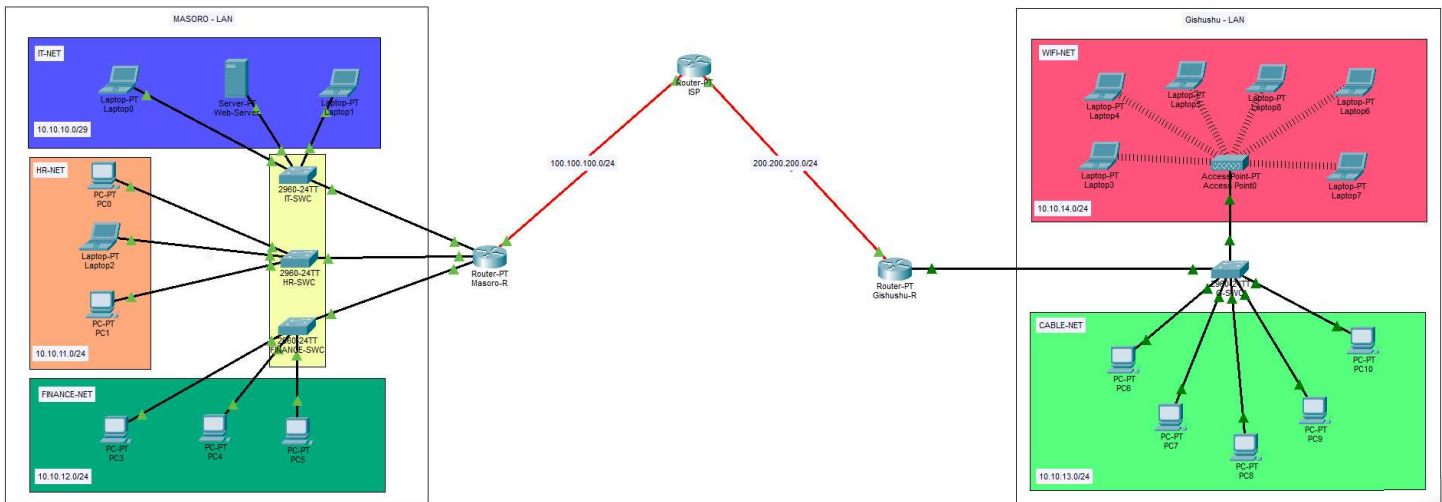 MASORO - LAN
IT-NET
Laptop-PT
Laptop0
Server-PT
Web-Server
Laptop-PT
Laptop1
10.10.10.0/29
2960-24TT
IT-SWC
HR-NET
PC-PT
PC0
Laptop-PT
Laptop2
2960-24TT
HR-SWC
PC-PT
PC1
10.10.11.0/24
2960-24TT
FINANCE-SWC
FINANCE-NET
PC-PT
PC3
PC-PT
PC4
PC-PT
PC5
10.10.12.0/24
Router-PT
Masoro-R
100.100.100.0/24
Router-PT
ISP
200.200.200.0/24
Router-PT
Gishushu-R
Gishushu - LAN
WIFI-NET
Laptop-PT
Laptop4
Laptop-PT
Laptop5
Laptop-PT
Laptop8
Laptop-PT
Laptop6
Laptop-PT
Laptop3
AccessPoint-PT
Access Point0
Laptop-PT
Laptop7
10.10.14.0/24
2960-24TT
G-SWC
CABLE-NET
PC-PT
PC6
PC-PT
PC7
PC-PT
PC8
PC-PT
PC9
PC-PT
PC10
10.10.13.0/24